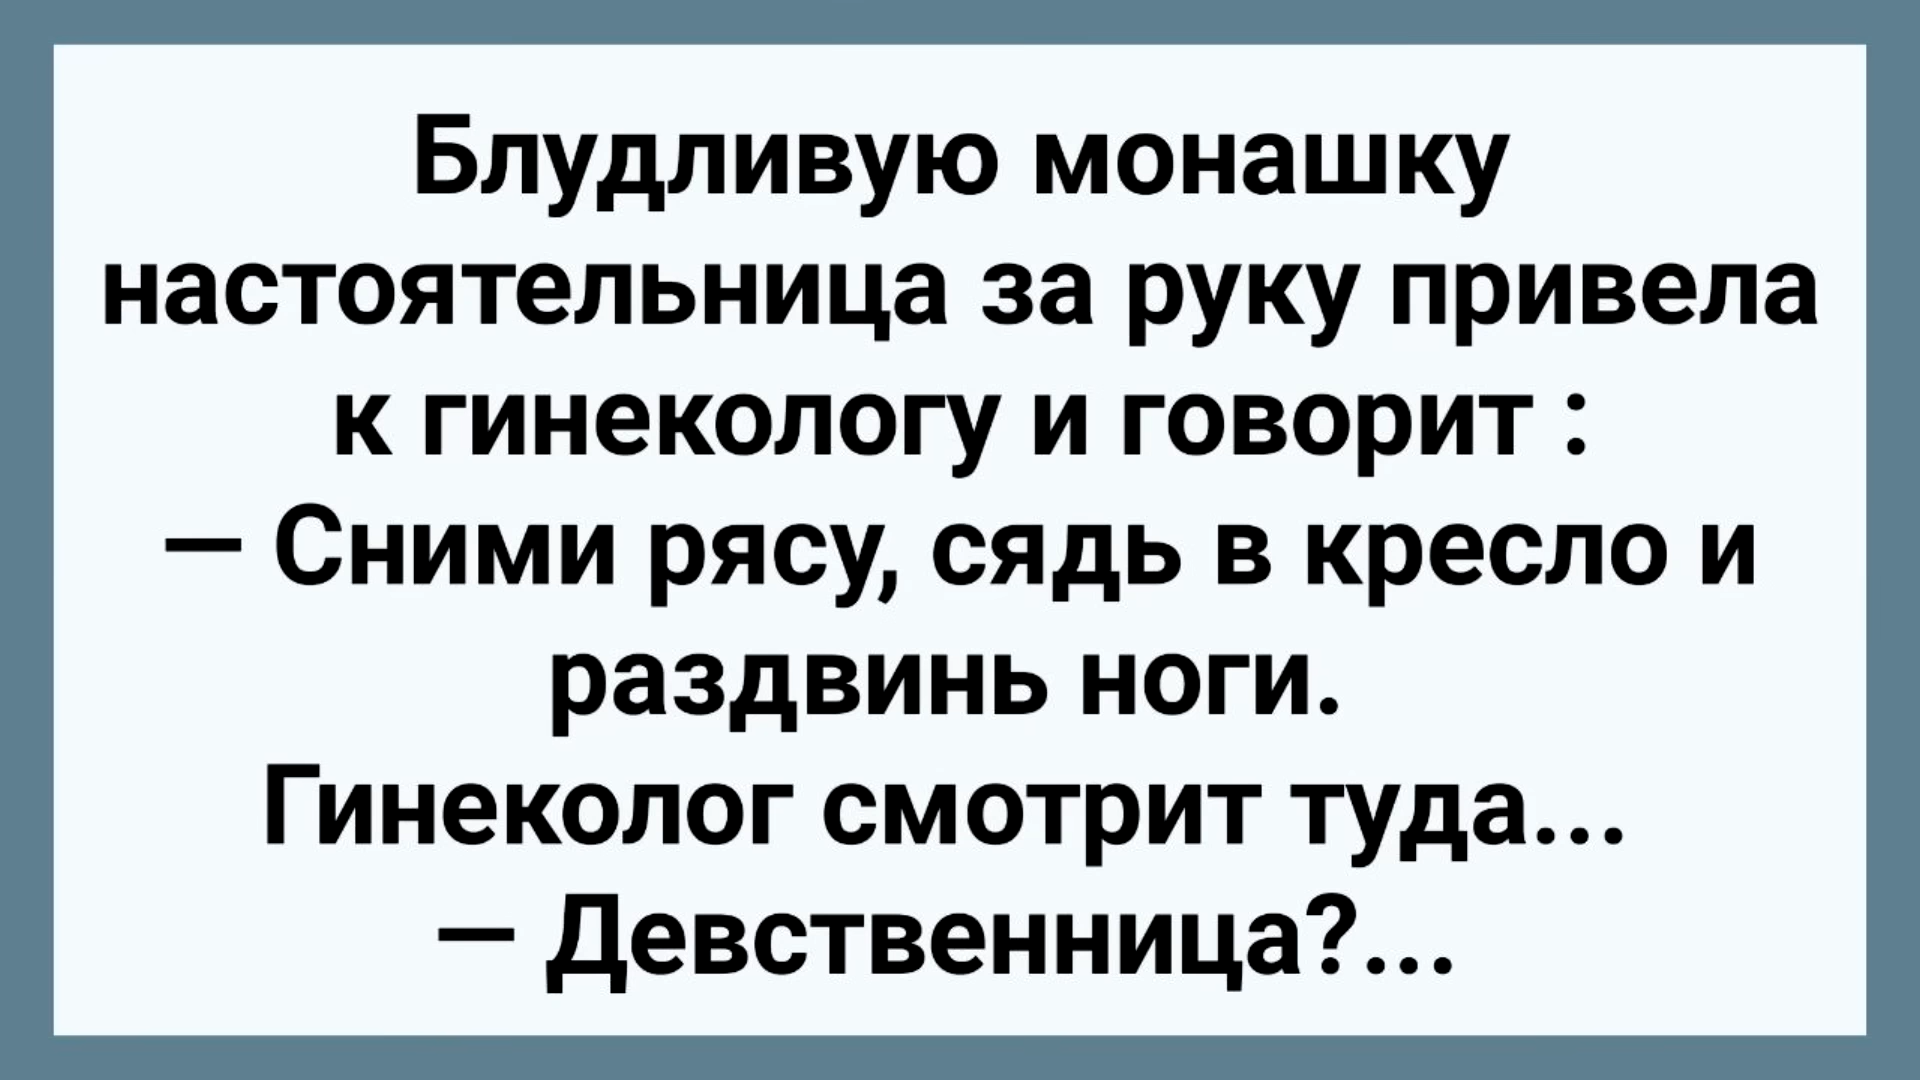 Блудливую монашку
настоятельница за руку привела
к гинекологу и говорит :
— Сними рясу, сядь в кресло и
раздвинь ноги.
Гинеколог смотрит туда...
— Девственница?...